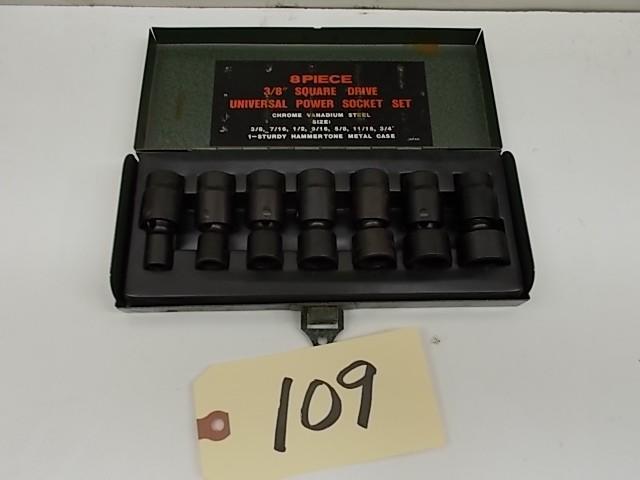 8 PIECE
3/8" SQUARE DRIVE
UNIVERSAL POWER SOCKET SET
CHROME VANADIUM STEEL
SIZE:
3/8, 7/16, 1/2, 9/16, 5/8, 11/16, 3/4"
1-STURDY HAMMERTONE METAL CASE
JAPAN
109